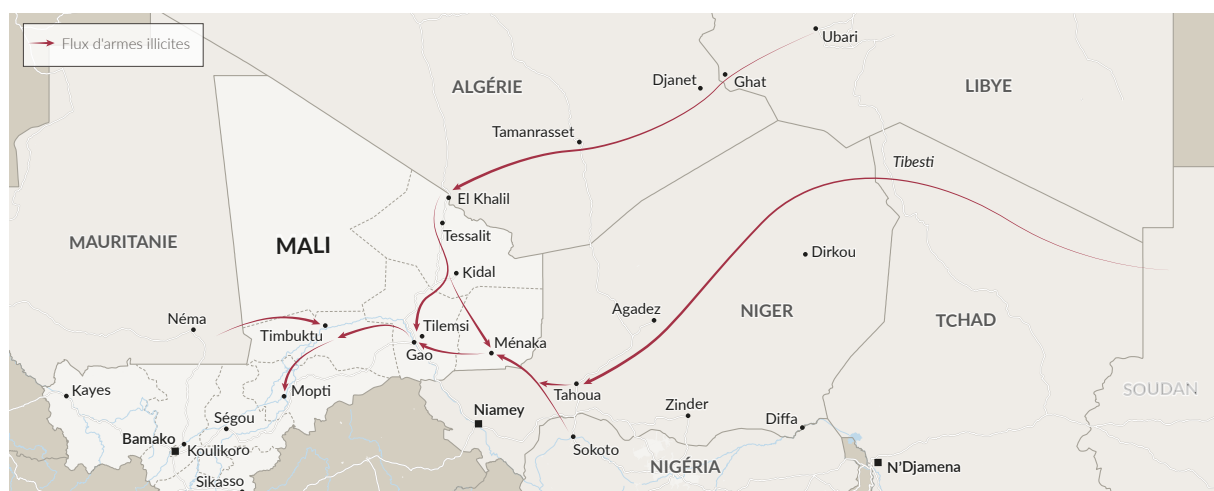 Flux d'armes illicites
Ubari
ALGÉRIE
Djanet
Ghat
LIBYE
Tamanrasset
Tibesti
El Khalil
MAURITANIE
MALI
Tessalit
Kidal
Dirkou
Néma
Timbuktu
Tilemsi
Gao
Ménaka
Agadez
NIGER
TCHAD
Kayes
Mopti
Tahoua
SOUDAN
Ségou
Niamey
Zinder
Diffa
Bamako
Koulikoro
Sokoto
NIGÉRIA
N'Djamena
Sikasso